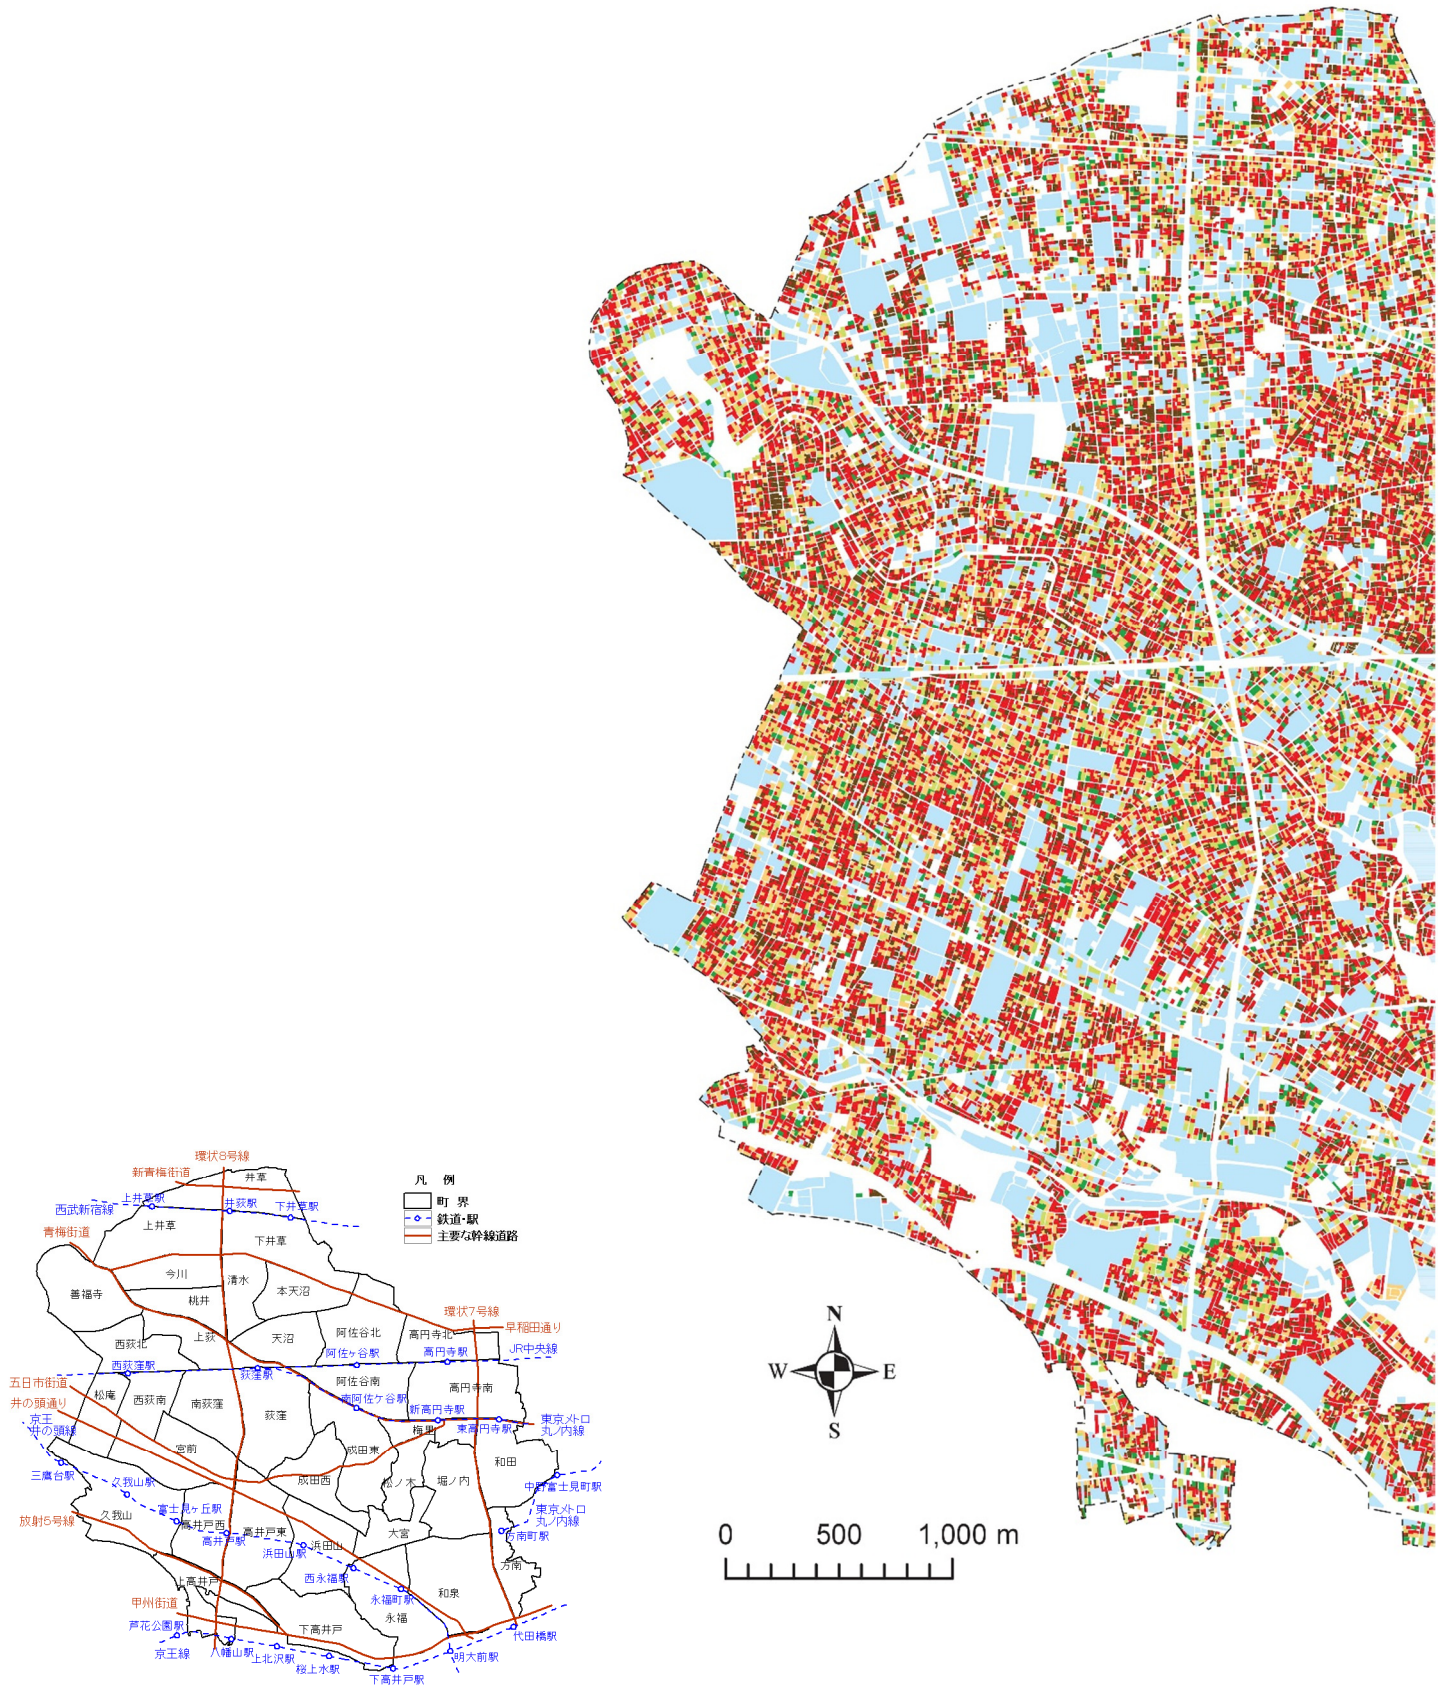 N
W E
S
0 500 1,000 m
環状8号線
新青梅街道
井草
凡 例
町 界
鉄道・駅
主要な幹線道路
上井草駅
井荻駅
下井草駅
西武新宿線
上井草
青梅街道
下井草
今川
清水
本天沼
善福寺
桃井
環状7号線
早稲田通り
上荻
天沼
阿佐谷北
高円寺北
西荻北
阿佐ヶ谷駅
高円寺駅
JR中央線
西荻窪駅
荻窪駅
五日市街道
松庵
西荻南
南荻窪
阿佐谷南
高円寺南
井の頭通り
南阿佐ケ谷駅
新高円寺駅
東高円寺駅
東京メトロ
丸ノ内線
京王
井の頭線
荻窪
梅里
宮前
成田東
和田
三鷹台駅
久我山駅
成田西
松ノ木
堀ノ内
中野富士見町駅
富士見ヶ丘駅
東京メトロ
丸ノ内線
放射5号線
久我山
高井戸西
高井戸東
高井戸駅
浜田山駅
浜田山
大宮
方南町駅
西永福駅
方南
上高井戸
永福町駅
和泉
甲州街道
永福
芦花公園駅
下高井戸
代田橋駅
京王線
八幡山駅
上北沢駅
桜上水駅
明大前駅
下高井戸駅